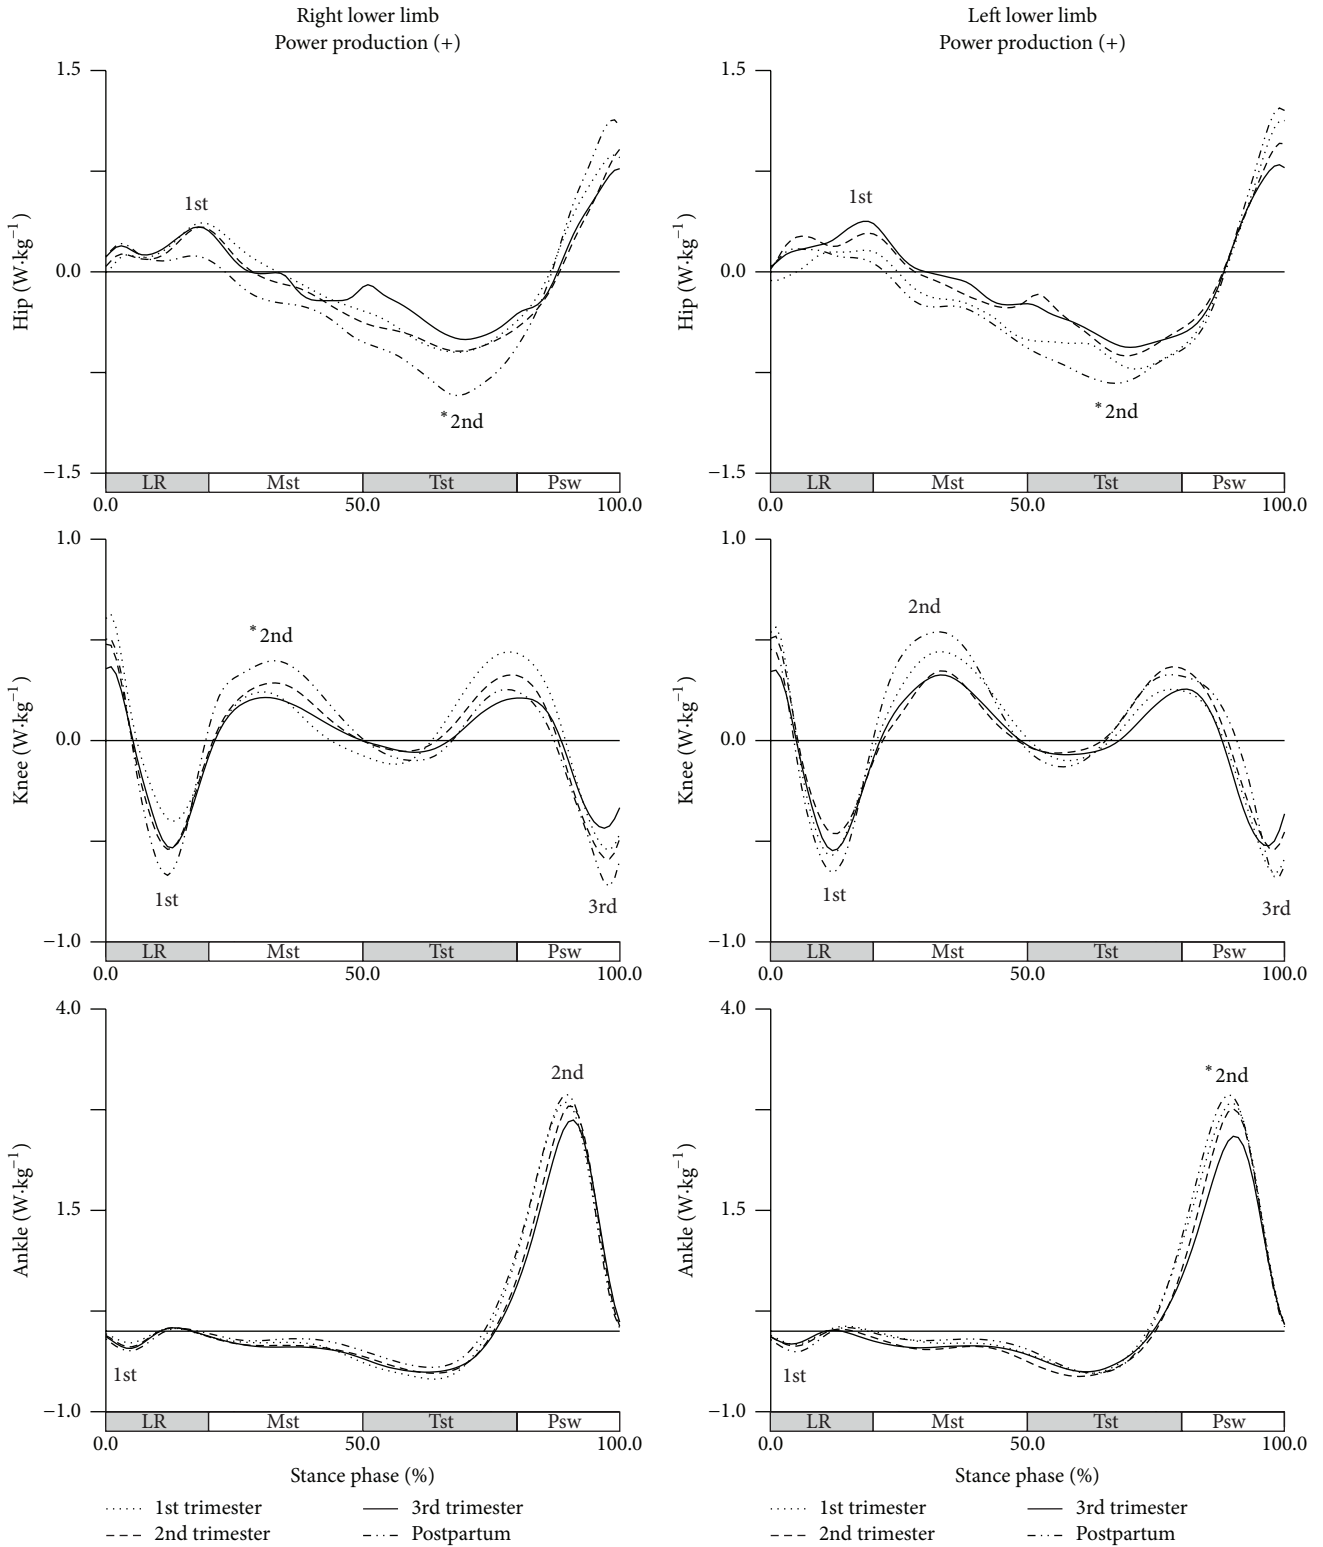 Right lower limb
Power production (+)
Left lower limb
Power production (+)
1.5
0.0
−1.5
Hip (W·kg⁻¹)
1st
*2nd
LR Mst Tst Psw
0.0 50.0 100.0
1.5
0.0
−1.5
Hip (W·kg⁻¹)
1st
*2nd
LR Mst Tst Psw
0.0 50.0 100.0
1.0
0.0
−1.0
Knee (W·kg⁻¹)
*2nd
1st
3rd
LR Mst Tst Psw
0.0 50.0 100.0
1.0
0.0
−1.0
Knee (W·kg⁻¹)
2nd
1st
3rd
LR Mst Tst Psw
0.0 50.0 100.0
4.0
1.5
−1.0
Ankle (W·kg⁻¹)
2nd
1st
LR Mst Tst Psw
0.0 50.0 100.0
Stance phase (%)
4.0
1.5
−1.0
Ankle (W·kg⁻¹)
*2nd
1st
LR Mst Tst Psw
0.0 50.0 100.0
Stance phase (%)
1st trimester 3rd trimester
2nd trimester Postpartum
1st trimester 3rd trimester
2nd trimester Postpartum